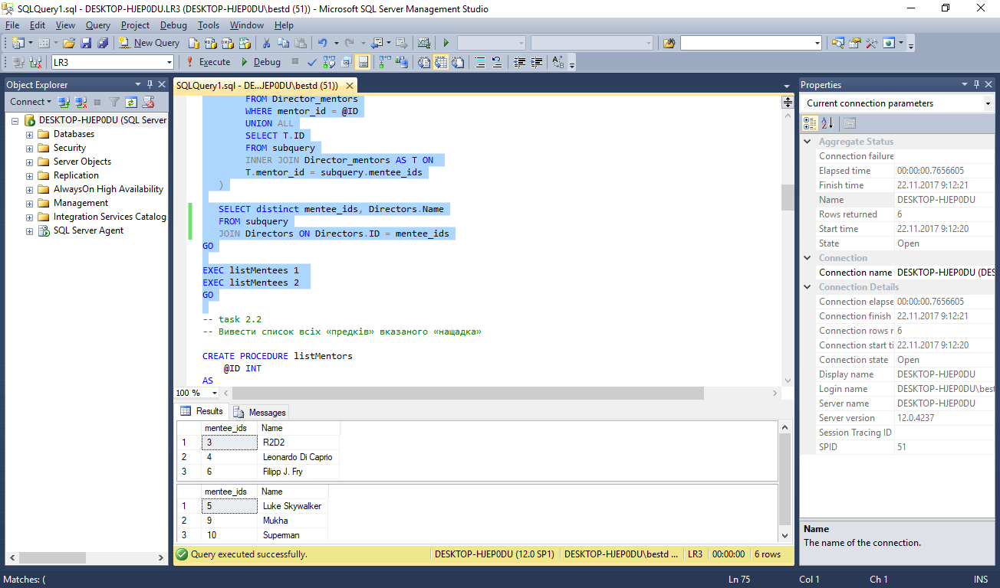 SQLQuery1.sql - DESKTOP-HJEP0DU.LR3 (DESKTOP-HJEP0DU\bestd (51)) - Microsoft SQL Server Management Studio
File Edit View Query Project Debug Tools Window Help
New Query
LR3 Execute Debug
Object Explorer
Connect
DESKTOP-HJEP0DU (SQL Server
Databases
Security
Server Objects
Replication
AlwaysOn High Availability
Management
Integration Services Catalog
SQL Server Agent
SQLQuery1.sql - DE...JEP0DU\bestd (51))
FROM Director_mentors
WHERE mentor_id = @ID
UNION ALL
SELECT T.ID
FROM subquery
INNER JOIN Director_mentors AS T ON
T.mentor_id = subquery.mentee_ids
)
SELECT distinct mentee_ids, Directors.Name
FROM subquery
JOIN Directors ON Directors.ID = mentee_ids
GO
EXEC listMentees 1
EXEC listMentees 2
GO
-- task 2.2
-- Вивести список всіх «предків» вказаного «нащадка»
CREATE PROCEDURE listMentors
@ID INT
AS
100 %
Results Messages
mentee_ids Name
1 3 R2D2
2 4 Leonardo Di Caprio
3 6 Filipp J. Fry
mentee_ids Name
1 5 Luke Skywalker
2 9 Mukha
3 10 Supeman
Query executed successfully. DESKTOP-HJEP0DU (12.0 SP1) DESKTOP-HJEP0DU\bestd ... LR3 00:00:00 6 rows
Properties
Current connection parameters
Aggregate Status
Connection failure
Elapsed time 00:00:00.7656605
Finish time 22.11.2017 9:12:21
Name DESKTOP-HJEP0DU
Rows returned 6
Start time 22.11.2017 9:12:20
State Open
Connection
Connection name DESKTOP-HJEP0DU (DES
Connection Details
Connection elapse 00:00:00.7656605
Connection finish 22.11.2017 9:12:21
Connection rows r 6
Connection start ti 22.11.2017 9:12:20
Connection state Open
Display name DESKTOP-HJEP0DU
Login name DESKTOP-HJEP0DU\best
Server name DESKTOP-HJEP0DU
Server version 12.0.4237
Session Tracing ID
SPID 51
Name
The name of the connection.
Matches: ( Ln 75 Col 1 Ch 1 INS